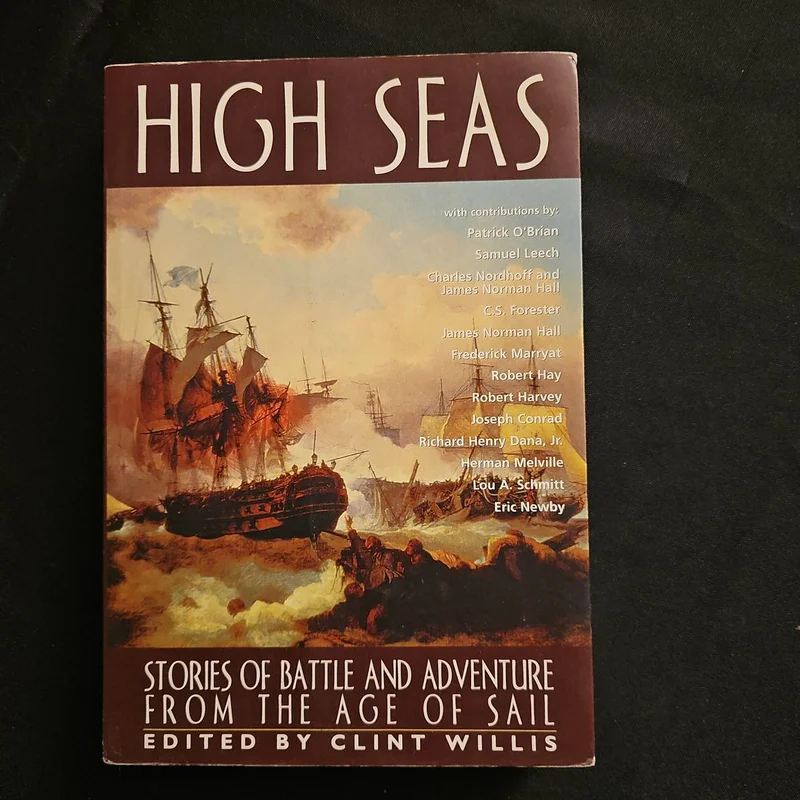 HIGH SEAS
with contributions by:
Patrick O'Brian
Samuel Leech
Charles Nordhoff and
James Norman Hall
C.S. Forester
James Norman Hall
Frederick Marryat
Robert Hay
Robert Harvey
Joseph Conrad
Richard Henry Dana, Jr.
Herman Melville
Lou A. Schmitt
Eric Newby
STORIES OF BATTLE AND ADVENTURE
FROM THE AGE OF SAIL
EDITED BY CLINT WILLIS